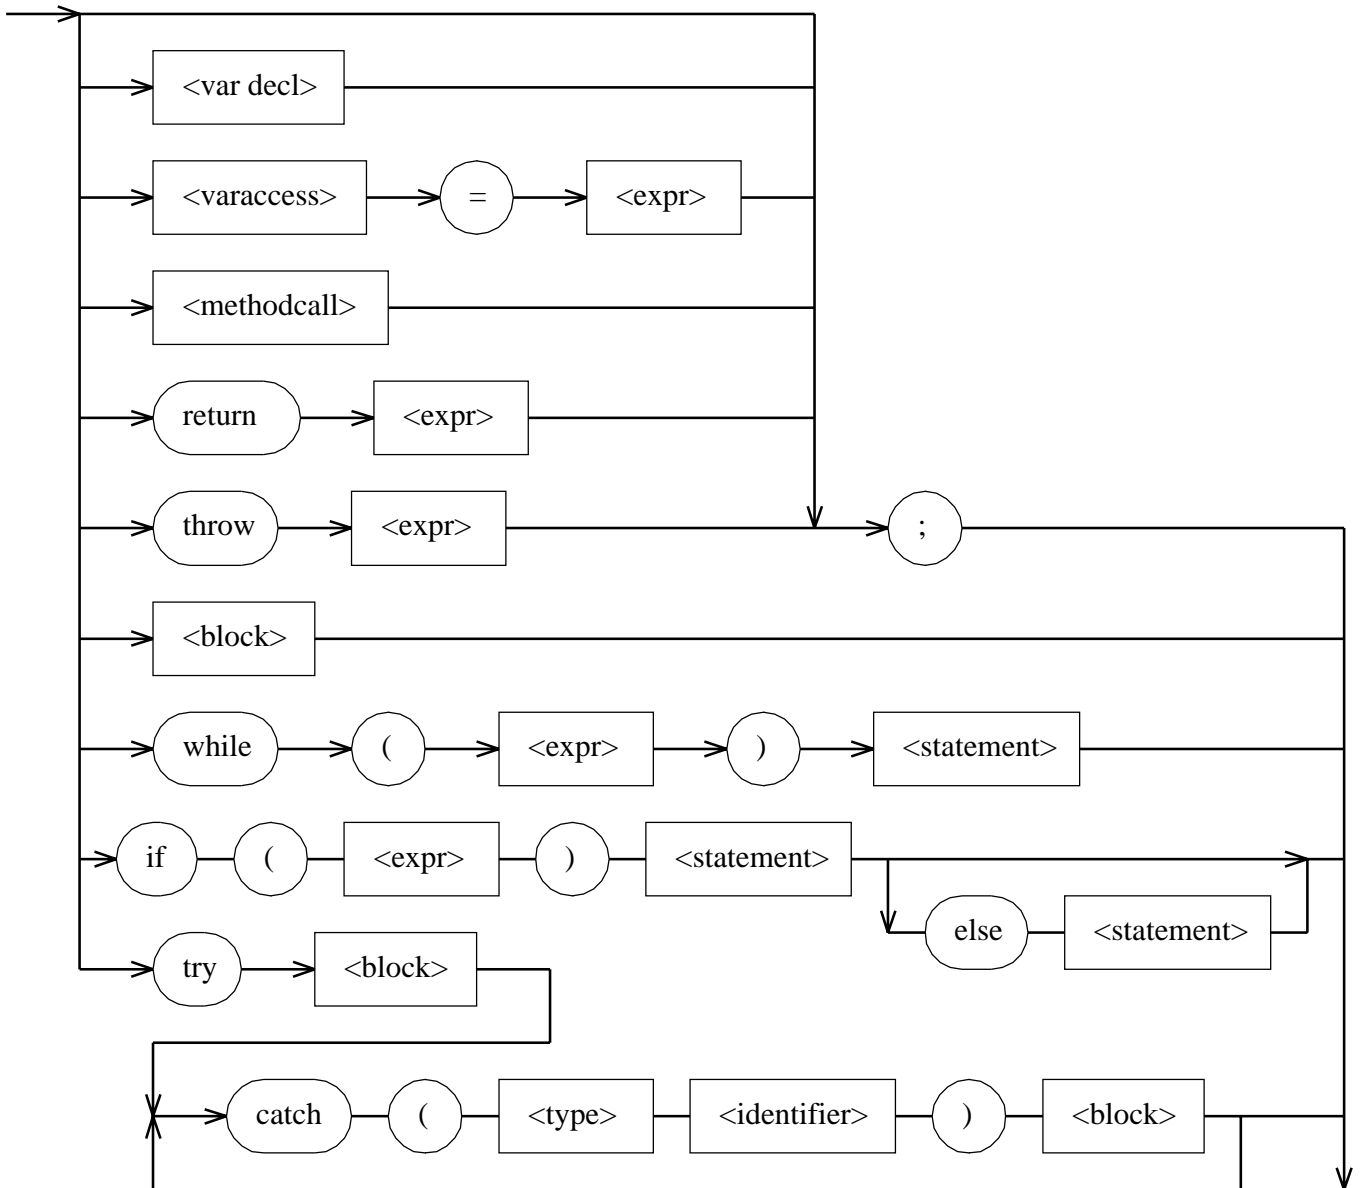 <var decl>
<varaccess> = <expr>
<methodcall>
return <expr>
throw <expr> ;
<block>
while ( <expr> ) <statement>
if ( <expr> ) <statement>
else <statement>
try <block>
catch ( <type> <identifier> ) <block>